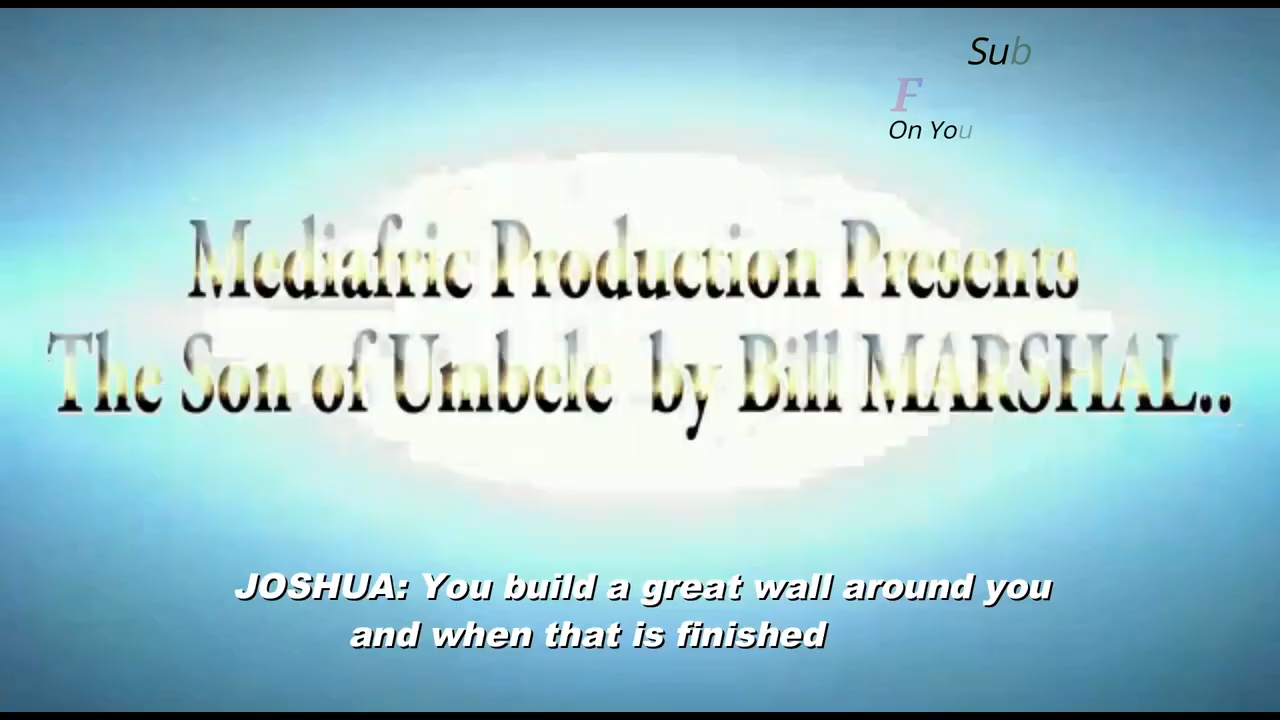 Sub
F
On You
Mediafric Production Presents
The Son of Umbele by Bill MARSHAL..
JOSHUA: You build a great wall around you
and when that is finished